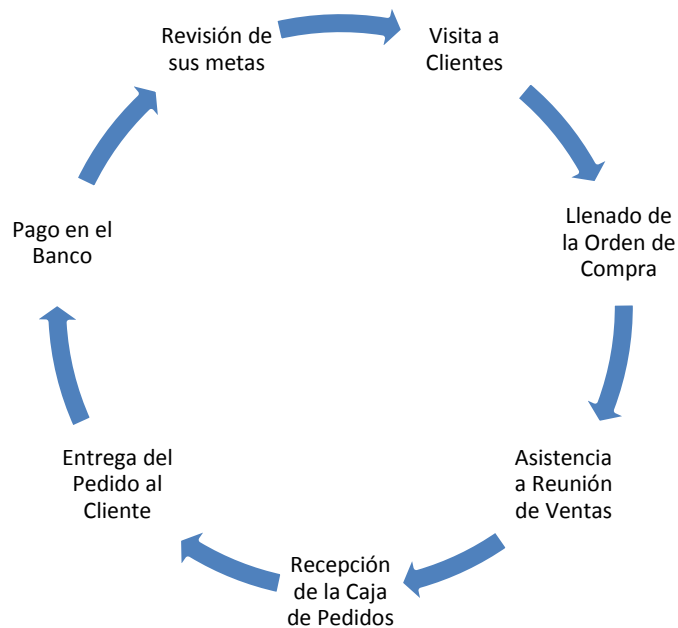 Revisión de
sus metas
Visita a
Clientes
Llenado de
la Orden de
Compra
Asistencia
a Reunión
de Ventas
Recepción
de la Caja
de Pedidos
Entrega del
Pedido al
Cliente
Pago en el
Banco